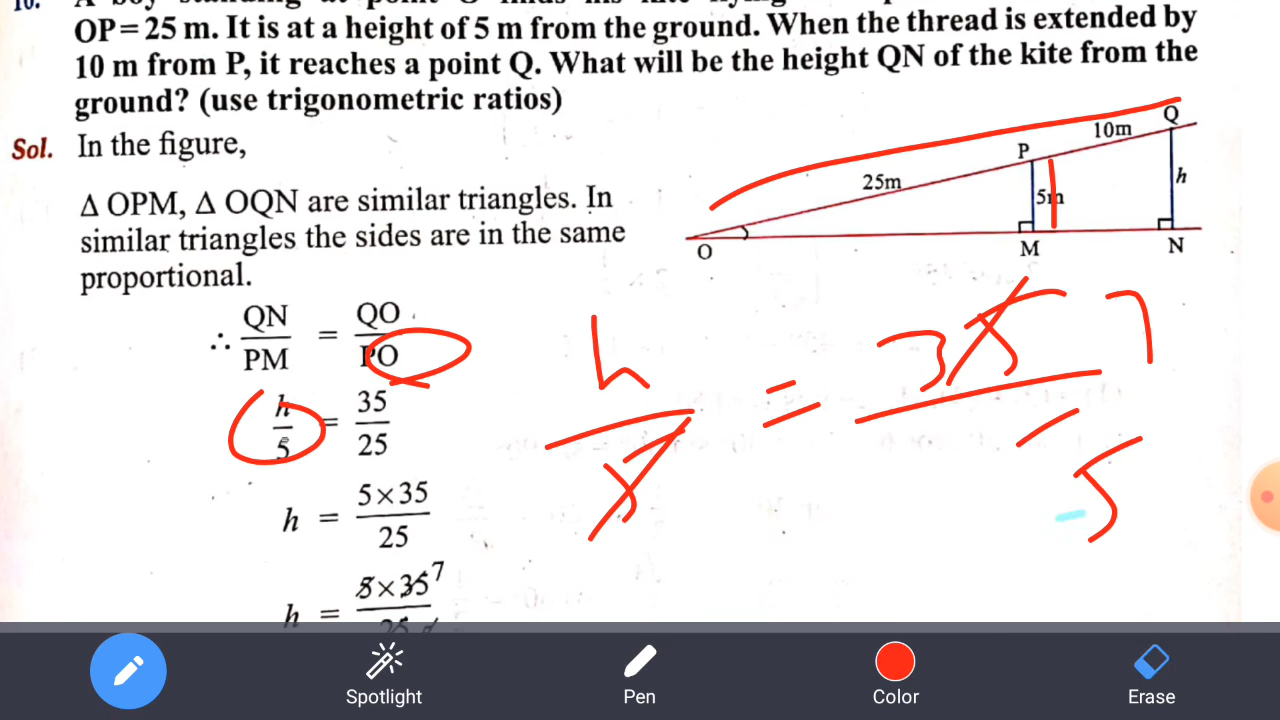 OP = 25 m. It is at a height of 5 m from the ground. When the thread is extended by
10 m from P, it reaches a point Q. What will be the height QN of the kite from the
ground? (use trigonometric ratios)
Sol. In the figure,
Δ OPM, Δ OQN are similar triangles. In
similar triangles the sides are in the same
proportional.
∴ QN/PM = QO/PO
h/5 = 35/25
h = 5×35/25
h = 5×35 7
Q
10m
P
25m
5m
h
O
M
N
h/5 = 35 7
5
Spotlight
Pen
Color
Erase